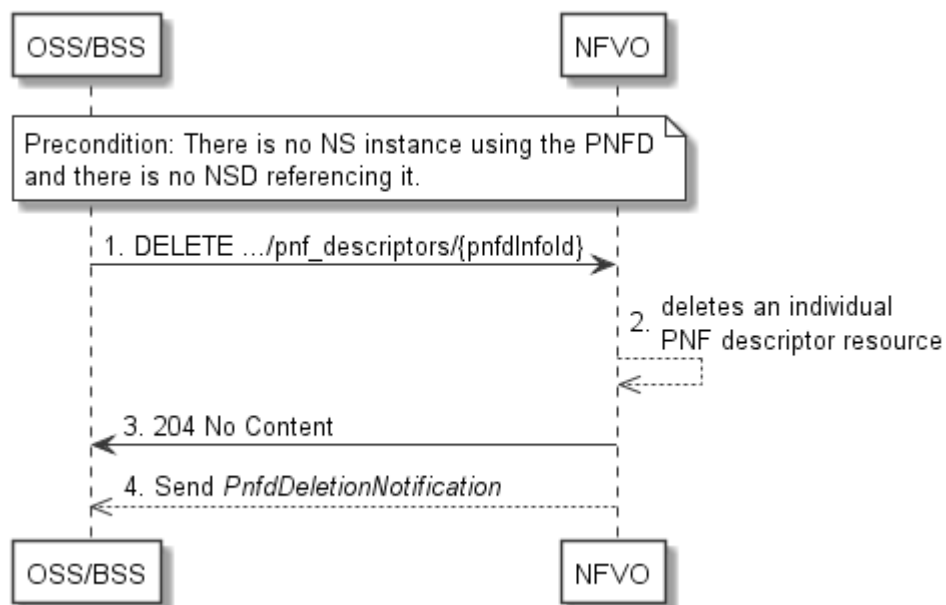 OSS/BSS
NFVO
Precondition: There is no NS instance using the PNFD
and there is no NSD referencing it.
1. DELETE .../pnf_descriptors/{pnfdInfoId}
2. deletes an individual
PNF descriptor resource
3. 204 No Content
4. Send PnfdDeletionNotification
OSS/BSS
NFVO